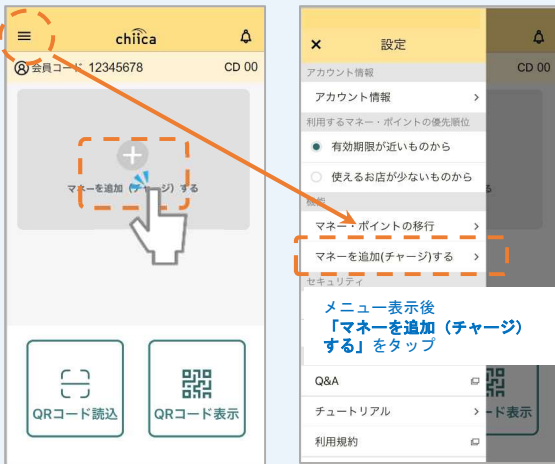 chiica
会員コード 12345678
CD 00
マネーを追加（チャージ）する
QRコード読込
QRコード表示
設定
CD 00
アカウント情報
アカウント情報
利用するマネー・ポイントの優先順位
有効期限が近いものから
使えるお店が少ないものから
る
機能
マネー・ポイントの移行
マネーを追加(チャージ)する
セキュリティ
メニュー表示後
「マネーを追加（チャージ）
する」をタップ
Q&A
チュートリアル
ード表示
利用規約